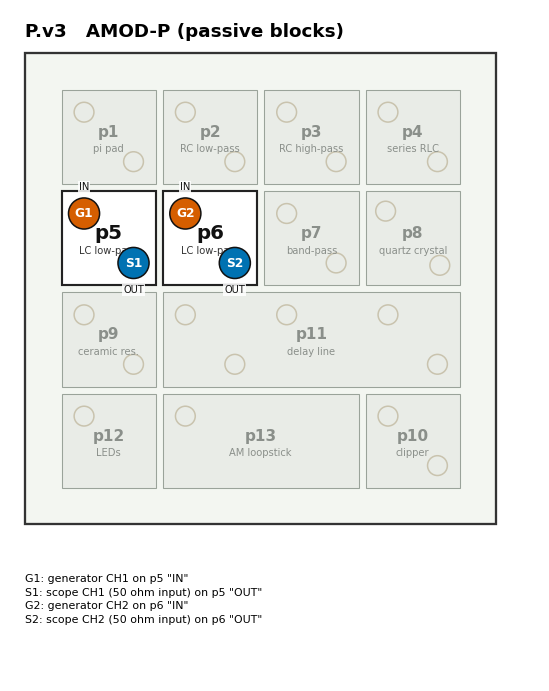 P.v3 AMOD-P (passive blocks)
p1
pi pad
p2
RC low-pass
p3
RC high-pass
p4
series RLC
IN
G1
p5
LC low-pa
S1
OUT
IN
G2
p6
LC low-pa
S2
OUT
p7
band-pass
p8
quartz crystal
p9
ceramic res.
p11
delay line
p12
LEDs
p13
AM loopstick
p10
clipper
G1: generator CH1 on p5 "IN"
S1: scope CH1 (50 ohm input) on p5 "OUT"
G2: generator CH2 on p6 "IN"
S2: scope CH2 (50 ohm input) on p6 "OUT"